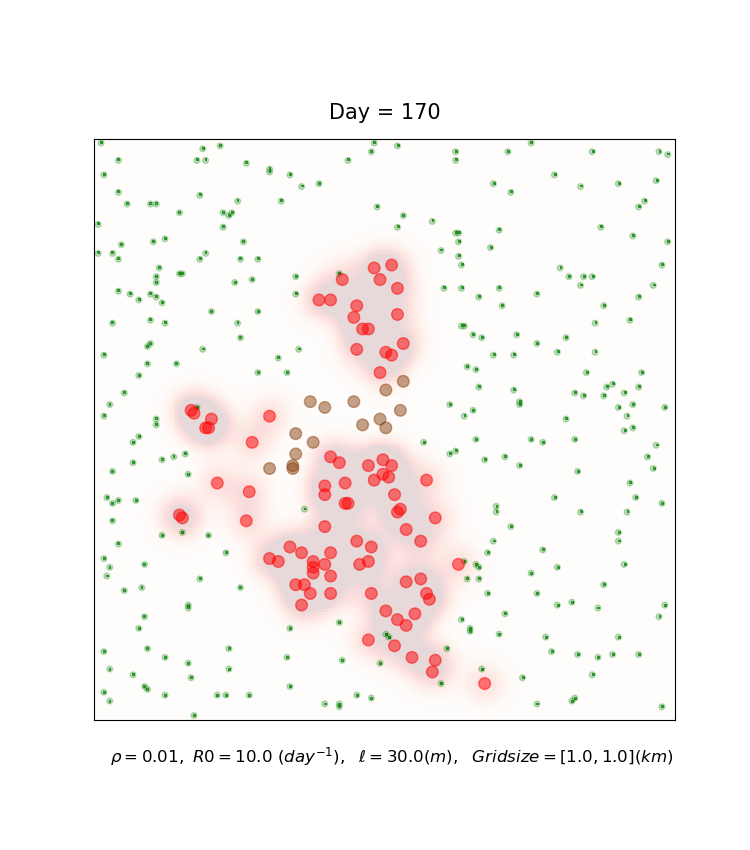 Day = 170
ρ = 0.01, R0 = 10.0 (day⁻¹), ℓ = 30.0(m), Gridsize = [1.0, 1.0](km)